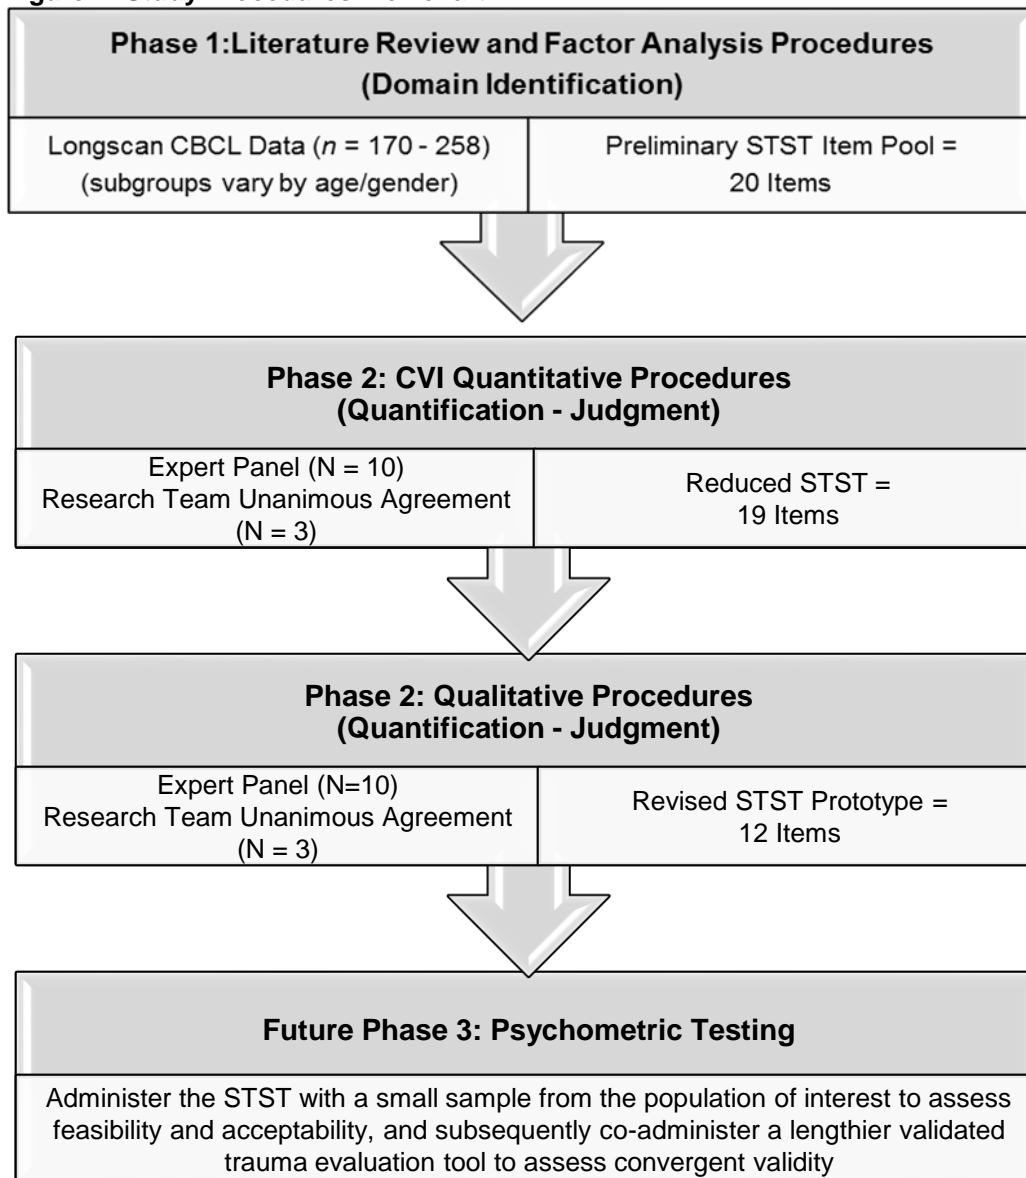 Phase 1:Literature Review and Factor Analysis Procedures
(Domain Identification)
Longscan CBCL Data (n = 170 - 258)
(subgroups vary by age/gender)
Preliminary STST Item Pool =
20 Items
Phase 2: CVI Quantitative Procedures
(Quantification - Judgment)
Expert Panel (N = 10)
Research Team Unanimous Agreement
(N = 3)
Reduced STST =
19 Items
Phase 2: Qualitative Procedures
(Quantification - Judgment)
Expert Panel (N=10)
Research Team Unanimous Agreement
(N = 3)
Revised STST Prototype =
12 Items
Future Phase 3: Psychometric Testing
Administer the STST with a small sample from the population of interest to assess
feasibility and acceptability, and subsequently co-administer a lengthier validated
trauma evaluation tool to assess convergent validity